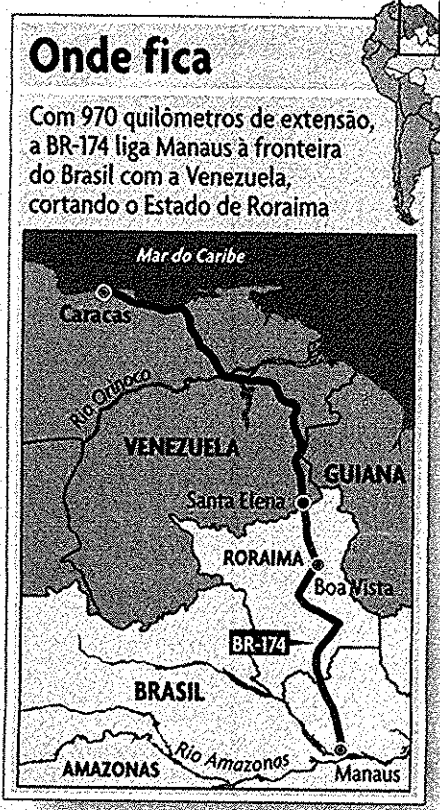 Onde fica
Com 970 quilômetros de extensão,
a BR-174 liga Manaus à fronteira
do Brasil com a Venezuela,
cortando o Estado de Roraima
Mar do Caribe
Caracas
Rio Orinoco
VENEZUELA
GUIANA
Santa Elena
RORAIMA
Boa Vista
BR-174
BRASIL
Rio Amazonas
AMAZONAS
Manaus